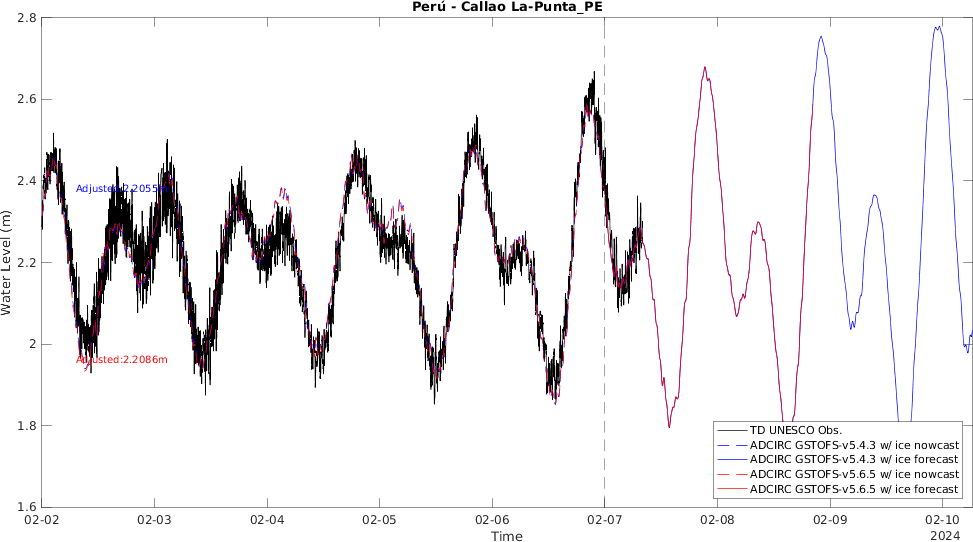 Perú - Callao La-Punta_PE
2.8
2.6
2.4
2.2
2
1.8
1.6
Water Level (m)
Adjusted:2.2055m
Adjusted:2.2086m
TD UNESCO Obs.
ADCIRC GSTOFS-v5.4.3 w/ ice nowcast
ADCIRC GSTOFS-v5.4.3 w/ ice forecast
ADCIRC GSTOFS-v5.6.5 w/ ice nowcast
ADCIRC GSTOFS-v5.6.5 w/ ice forecast
02-02 02-03 02-04 02-05 02-06 02-07 02-08 02-09 02-10
Time
2024